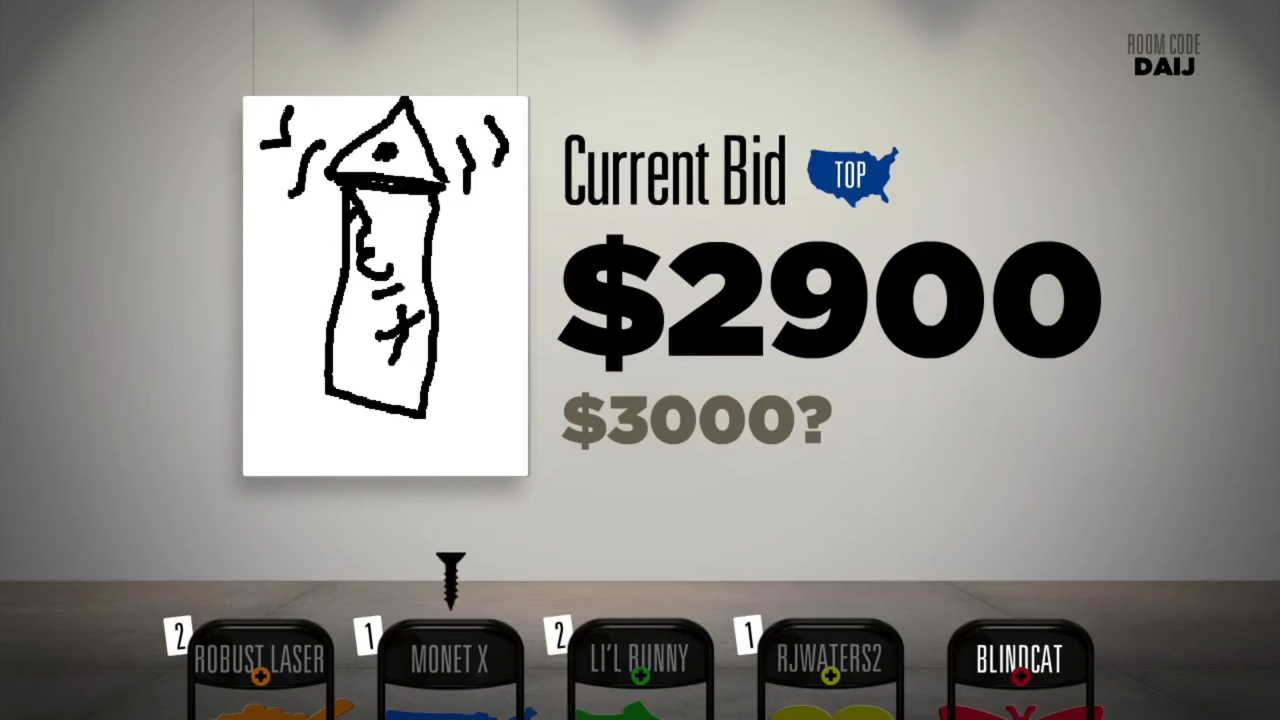 ROOM CODE
DAIJ
Current Bid
TOP
$2900
$3000?
2 ROBUST LASER
1 MONET X
2 LI'L BUNNY
1 RJWATERS2
BLINDCAT